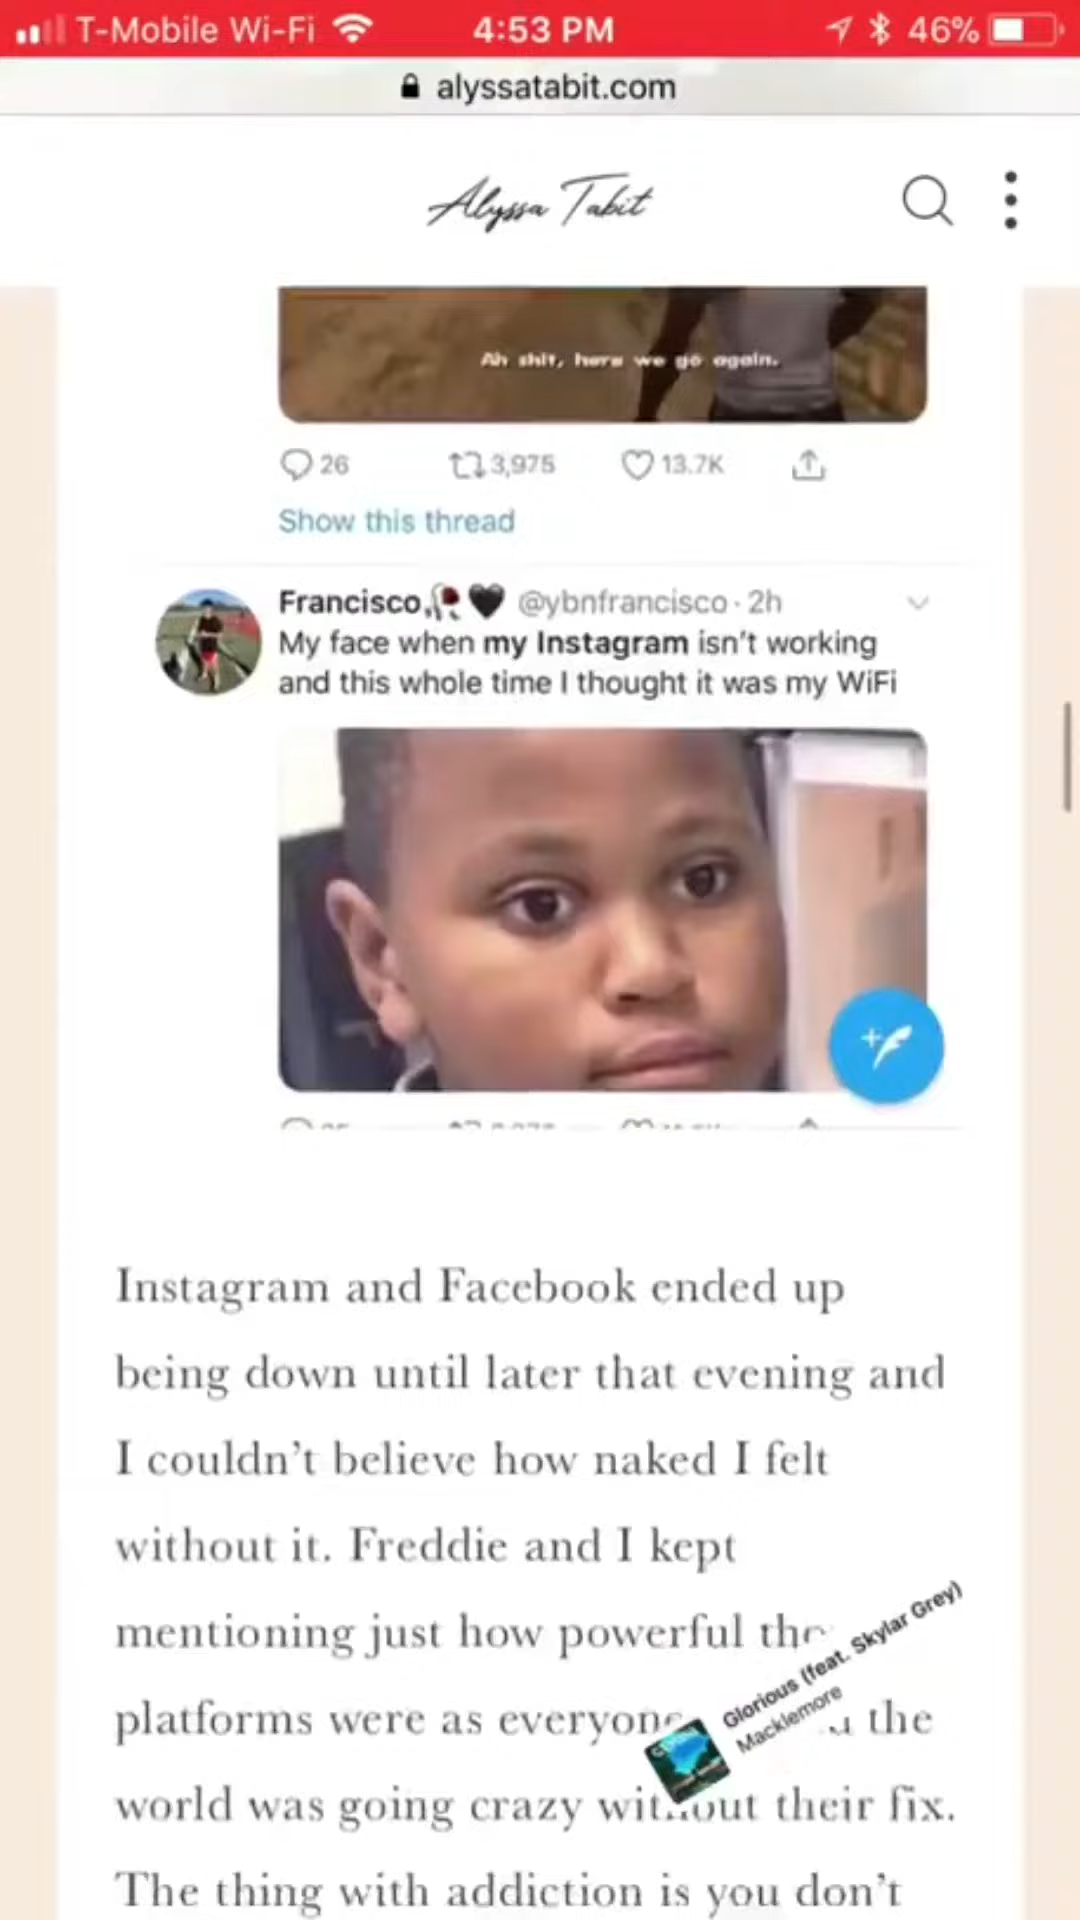 T-Mobile Wi-Fi 4:53 PM 46%
alyssatabit.com
Alyssa Tabit
Ah shit, here we go again.
26 3,975 13.7K
Show this thread
Francisco @ybnfrancisco · 2h
My face when my Instagram isn't working
and this whole time I thought it was my WiFi
Instagram and Facebook ended up
being down until later that evening and
I couldn't believe how naked I felt
without it. Freddie and I kept
mentioning just how powerful
platforms were as the
world was going crazy without their fix.
The thing with addiction is you don't
Glorious (feat. Skylar Grey)
Macklemore